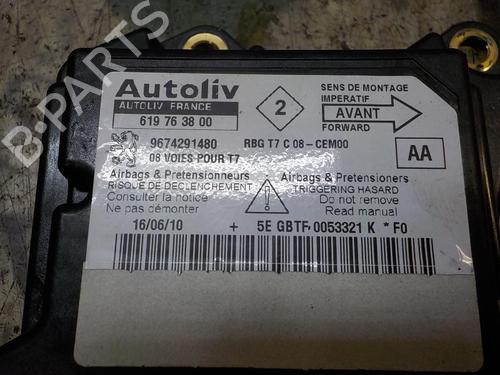 Autoliv
AUTOLIV FRANCE
619 76 38 00
2
SENS DE MONTAGE
IMPERATIF
AVANT
FORWARD
9674291480
RBG T7 C 08-CEM00
08 VOIES POUR T7
AA
Airbags & Pretensionneurs
RISQUE DE DECLENCHEMENT
Consulter la notice
Ne pas démonter
Airbags & Pretensioners
TRIGGERING HASARD
Do not remove
Read manual
16/06/10 + 5E GBTF 0053321 K * F0
B-PARTS